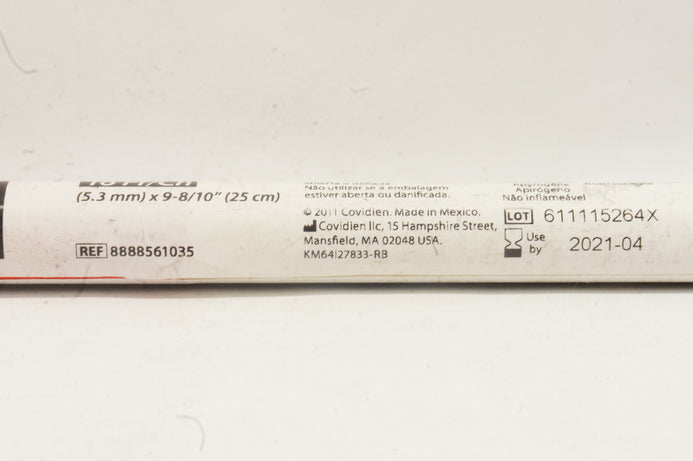 (5.3 mm) x 9-8/10" (25 cm)
REF 8888561035
Não utilizar se a embalagem
estiver aberta ou danificada.
© 2011 Covidien. Made in Mexico.
Covidien llc, 15 Hampshire Street,
Mansfield, MA 02048 USA.
KM64127833-RB
Apirógeno
Não inflameável
LOT 611115264X
Use
by 2021-04